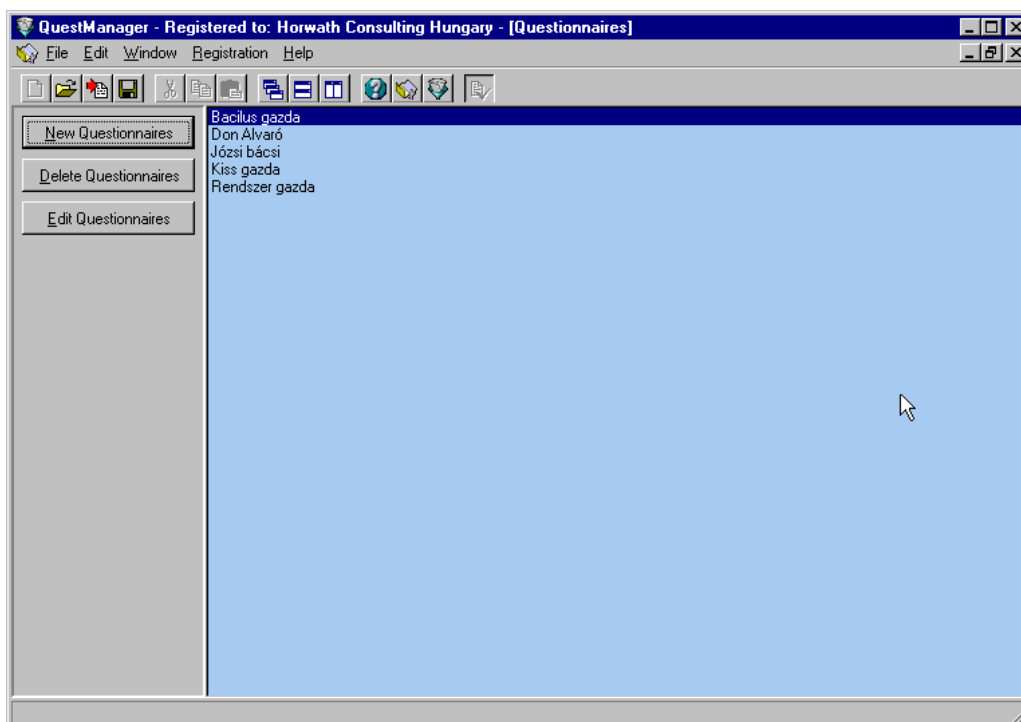 QuestManager - Registered to: Horwath Consulting Hungary - [Questionnaires]
File Edit Window Registration Help
New Questionnaires
Delete Questionnaires
Edit Questionnaires
Bacilus gazda
Don Alvaró
Józsi bácsi
Kiss gazda
Rendszer gazda